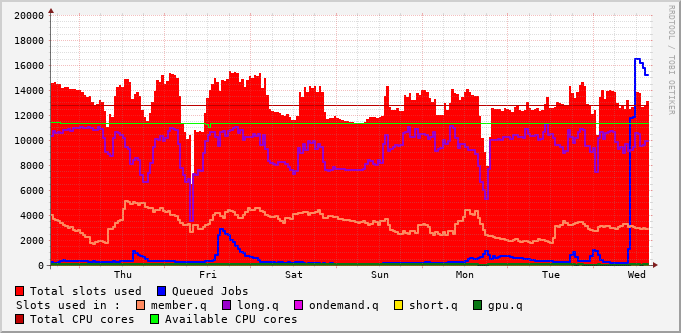 RRDTOOL / TOBI OETIKER
20000
18000
16000
14000
12000
10000
8000
6000
4000
2000
0
Thu Fri Sat Sun Mon Tue Wed
Total slots used Queued Jobs
Slots used in : member.q long.q ondemand.q short.q gpu.q
Total CPU cores Available CPU cores